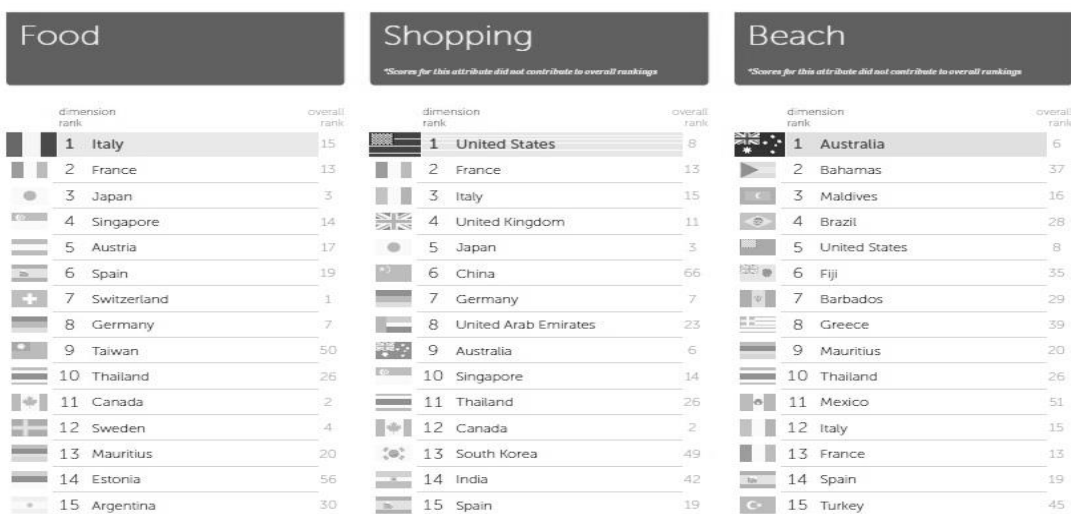 Food
dimension rank overall rank
1 Italy 15
2 France 13
3 Japan 3
4 Singapore 14
5 Austria 17
6 Spain 19
7 Switzerland 1
8 Germany 7
9 Taiwan 50
10 Thailand 26
11 Canada 2
12 Sweden 4
13 Mauritius 20
14 Estonia 56
15 Argentina 30
Shopping
*Scores for this attribute did not contribute to overall rankings
dimension rank overall rank
1 United States 8
2 France 13
3 Italy 15
4 United Kingdom 11
5 Japan 3
6 China 66
7 Germany 7
8 United Arab Emirates 23
9 Australia 6
10 Singapore 14
11 Thailand 26
12 Canada 2
13 South Korea 49
14 India 42
15 Spain 19
Beach
*Scores for this attribute did not contribute to overall rankings
dimension rank overall rank
1 Australia 6
2 Bahamas 37
3 Maldives 16
4 Brazil 28
5 United States 8
6 Fiji 35
7 Barbados 29
8 Greece 39
9 Mauritius 20
10 Thailand 26
11 Mexico 51
12 Italy 15
13 France 13
14 Spain 19
15 Turkey 45